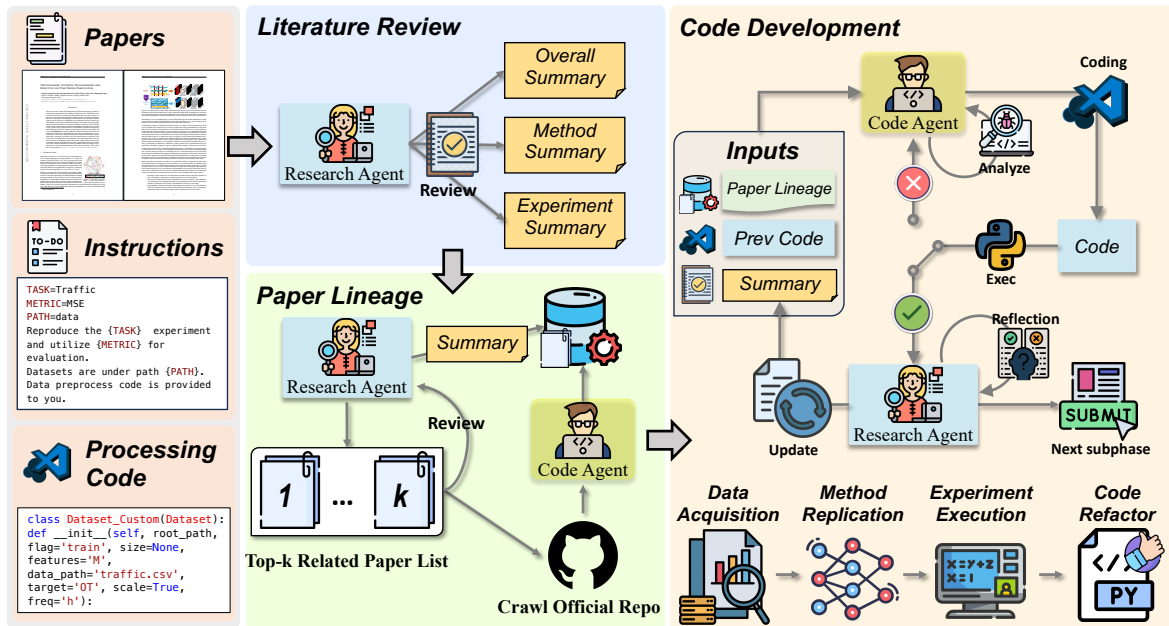 Papers
Instructions
TO-DO
TASK=Traffic
METRIC=MSE
PATH=data
Reproduce the {TASK} experiment
and utilize {METRIC} for
evaluation.
Datasets are under path {PATH}.
Data preprocess code is provided
to you.
Processing
Code
class Dataset_Custom(Dataset):
def __init__(self, root_path,
flag='train', size=None,
features='M',
data_path='traffic.csv',
target='OT', scale=True,
freq='h'):
Literature Review
Research Agent
Review
Overall
Summary
Method
Summary
Experiment
Summary
Paper Lineage
Research Agent
Summary
Review
Code Agent
1 ... k
Top-k Related Paper List
Crawl Official Repo
Code Development
Inputs
Paper Lineage
Prev Code
Summary
Code Agent
Coding
Analyze
Exec
Code
Reflection
Research Agent
Update
SUBMIT
Next subphase
Data
Acquisition
Method
Replication
Experiment
Execution
X=y+z
X=1
Code
Refactor
</>
PY